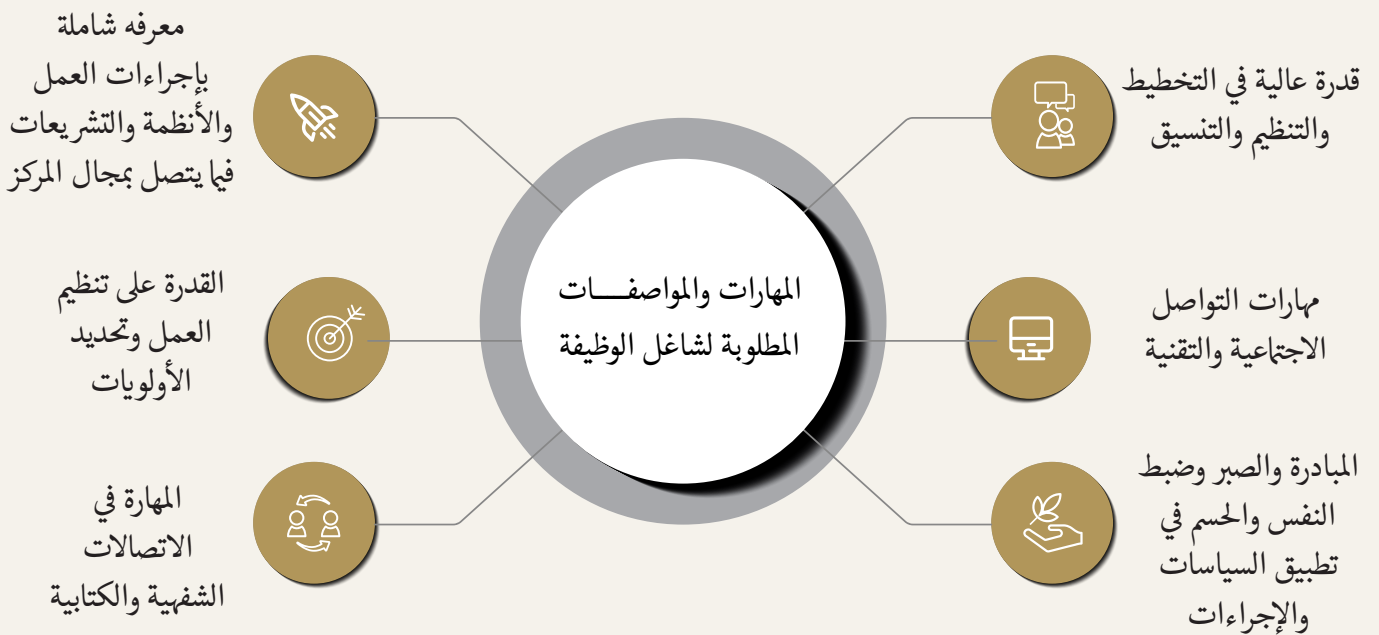 المهارات والمواصفـــات
المطلوبة لشاغل الوظيفة
قدرة عالية في التخطيط
والتنظيم والتنسيق
مهارات التواصل
الاجتماعية والتقنية
المبادرة والصبر وضبط
النفس والحسم في
تطبيق السياسات
والإجراءات
معرفه شاملة
بإجراءات العمل
والأنظمة والتشريعات
فيما يتصل بمجال المركز
القدرة على تنظيم
العمل وتحديد
الأولويات
المهارة في
الاتصالات
الشفهية والكتابية